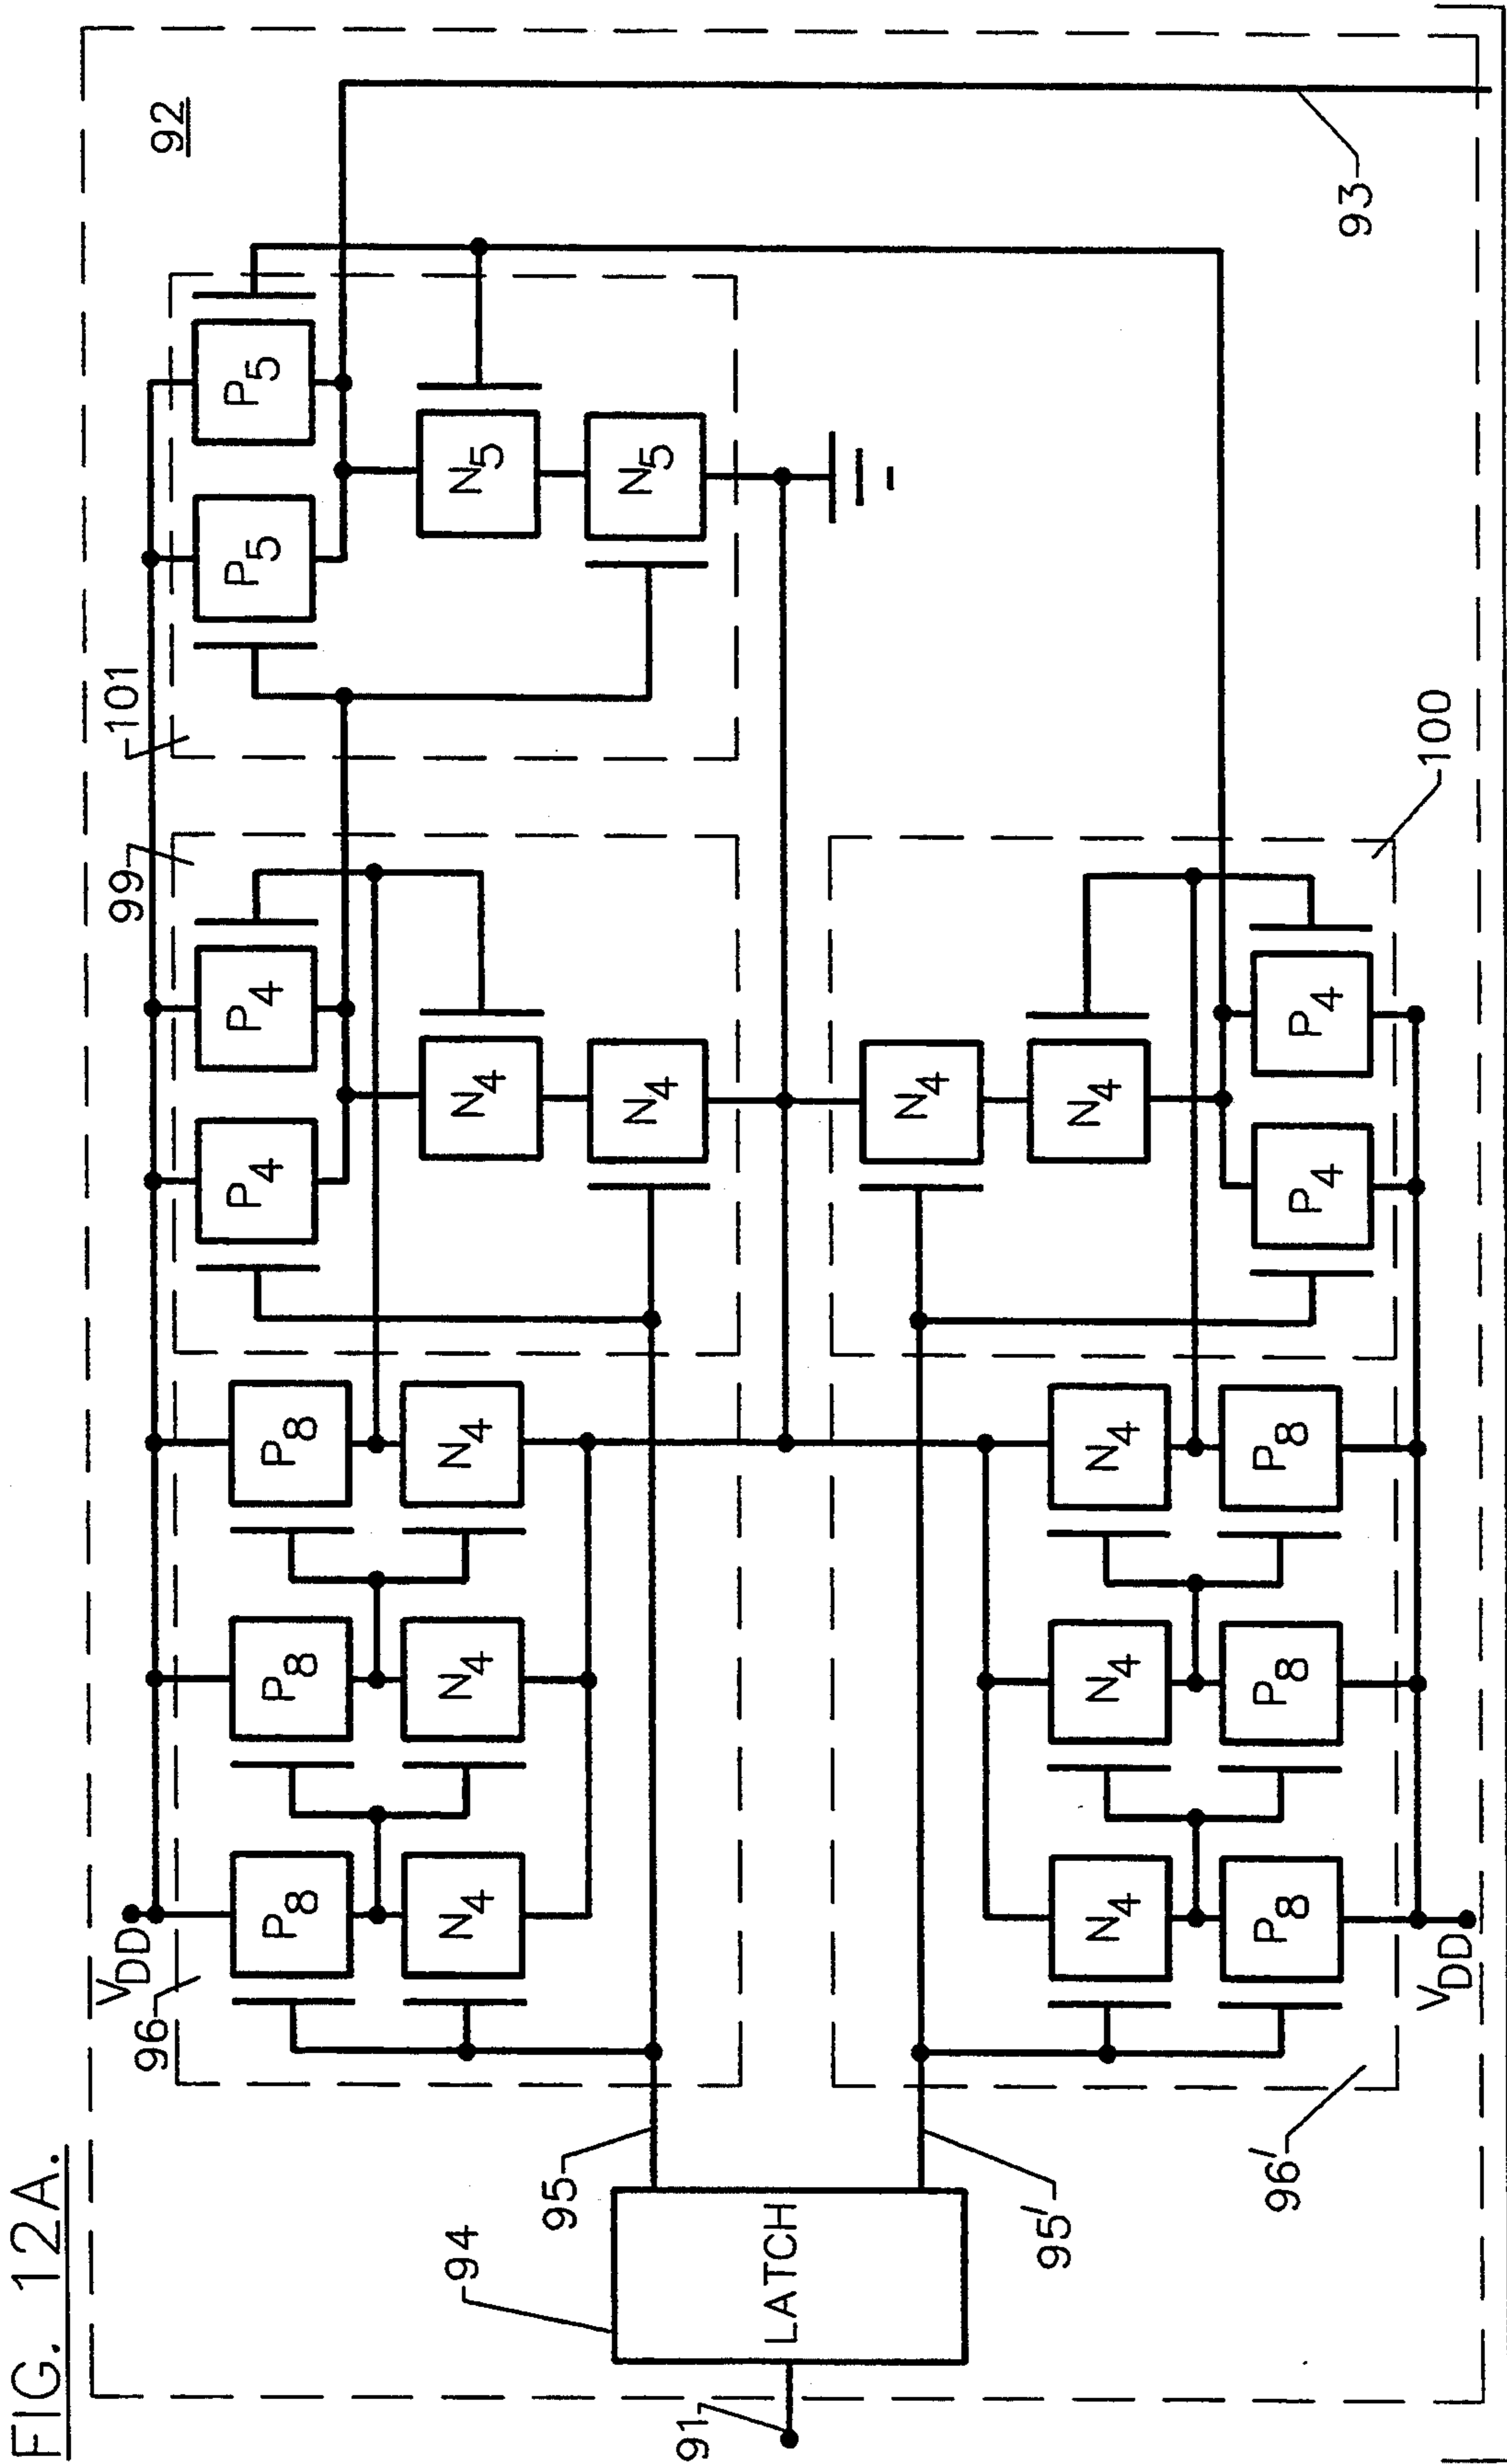 FIG. 12A.
V_DD
99
101
96
92
P8 P8 P8 P4 P4 P5 P5
94
N4 N4 N4 N4 N5
95
N4 N5
91
LATCH
N4
95'
N4 N4 N4 N4
96'
P8 P8 P8 P4 P4
93
V_DD
100